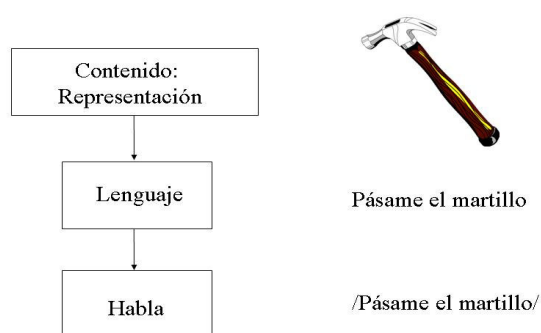 Contenido:
Representación
Lenguaje
Pásame el martillo
Habla
/Pásame el martillo/